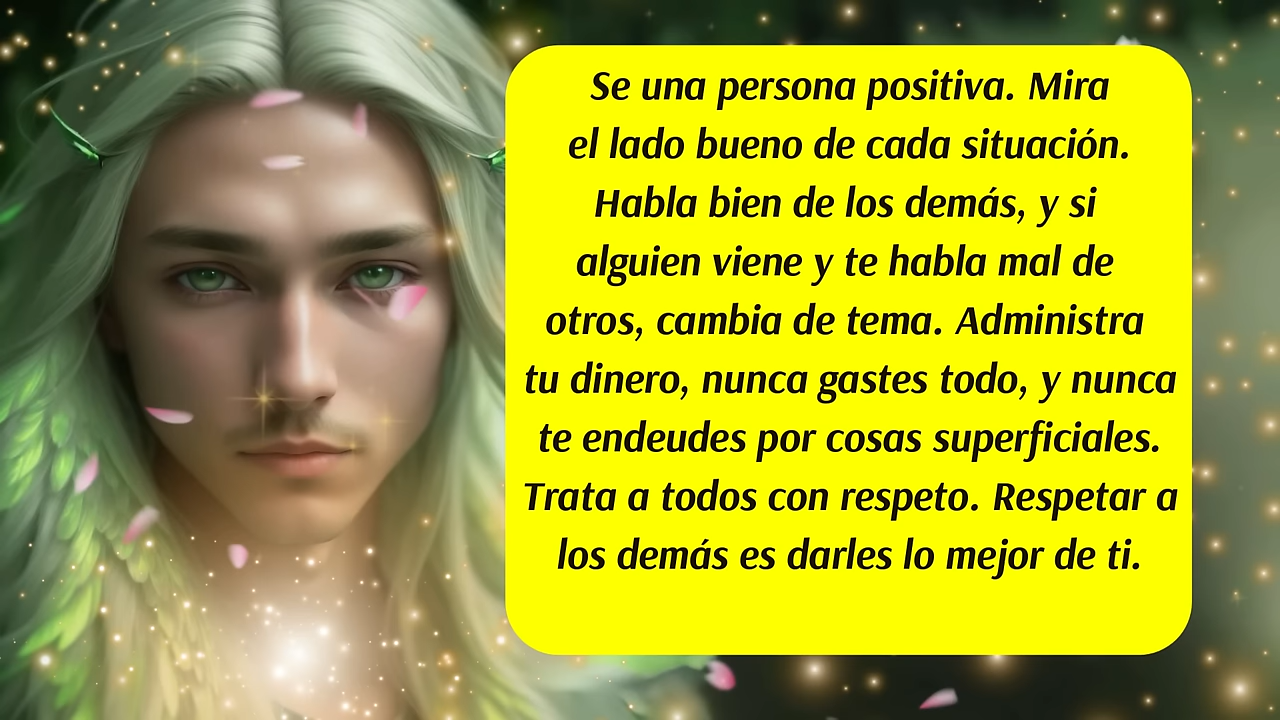 Se una persona positiva. Mira
el lado bueno de cada situación.
Habla bien de los demás, y si
alguien viene y te habla mal de
otros, cambia de tema. Administra
tu dinero, nunca gastes todo, y nunca
te endeudes por cosas superficiales.
Trata a todos con respeto. Respetar a
los demás es darles lo mejor de ti.